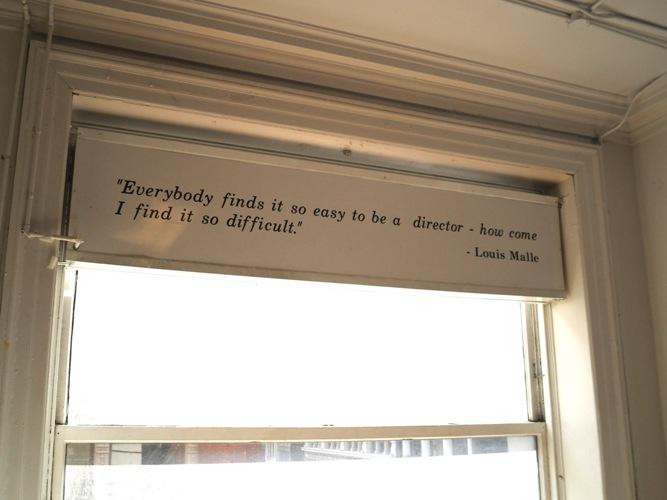 "Everybody finds it so easy to be a director - how come
I find it so difficult."
- Louis Malle